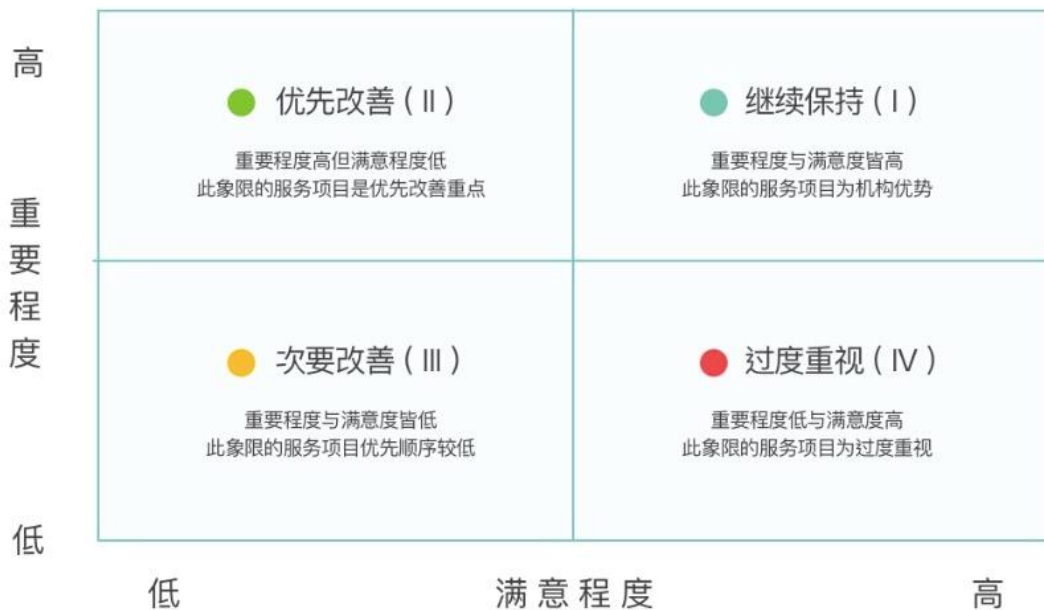 高
优先改善 ( II )
重要程度高但满意程度低
此象限的服务项目是优先改善重点
继续保持 ( I )
重要程度与满意度皆高
此象限的服务项目为机构优势
重要程度
次要改善 ( III )
重要程度与满意度皆低
此象限的服务项目优先顺序较低
过度重视 ( IV )
重要程度低与满意度高
此象限的服务项目为过度重视
低
低
满意程度
高